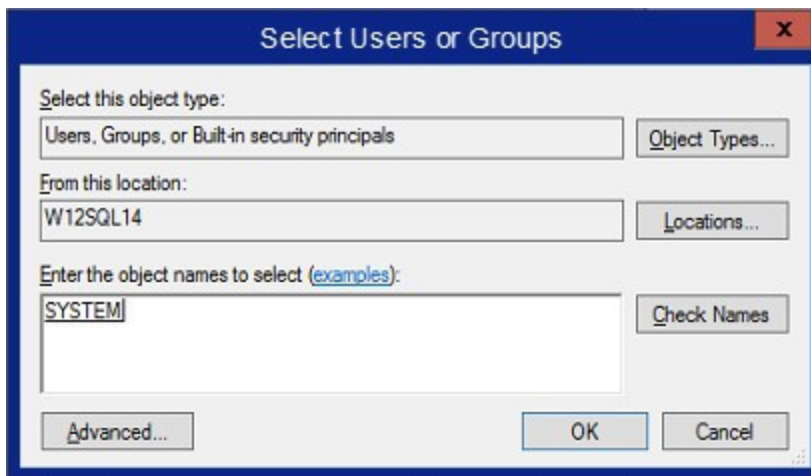 Select Users or Groups
x
Select this object type:
Users, Groups, or Built-in security principals
Object Types...
From this location:
W12SQL14
Locations...
Enter the object names to select (examples):
SYSTEM
Check Names
Advanced...
OK
Cancel